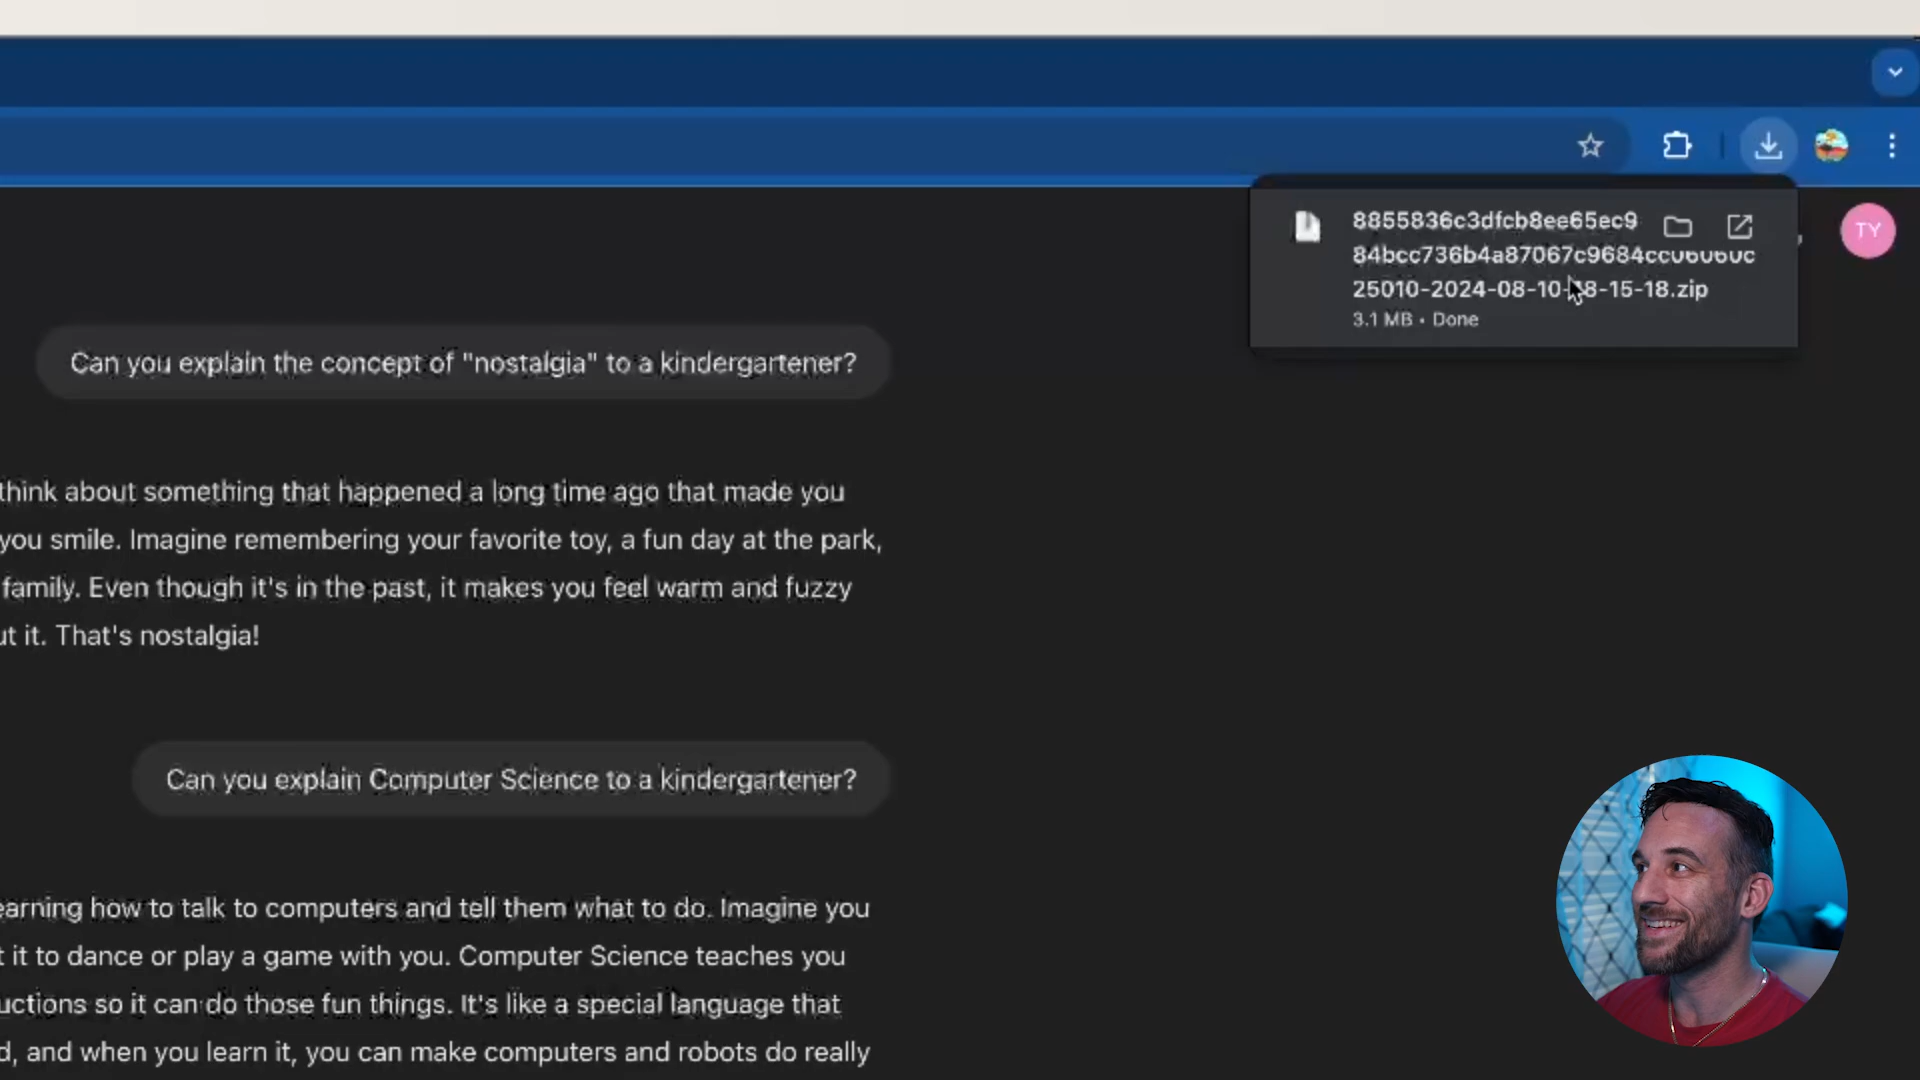 8855836c3dfcb8ee65ec9
84bcc736b4a87067c9684cc06060c
25010-2024-08-10-18-15-18.zip
3.1 MB • Done
TY
Can you explain the concept of "nostalgia" to a kindergartener?
think about something that happened a long time ago that made you
you smile. Imagine remembering your favorite toy, a fun day at the park,
family. Even though it's in the past, it makes you feel warm and fuzzy
ut it. That's nostalgia!
Can you explain Computer Science to a kindergartener?
earning how to talk to computers and tell them what to do. Imagine you
t it to dance or play a game with you. Computer Science teaches you
uctions so it can do those fun things. It's like a special language that
d, and when you learn it, you can make computers and robots do really